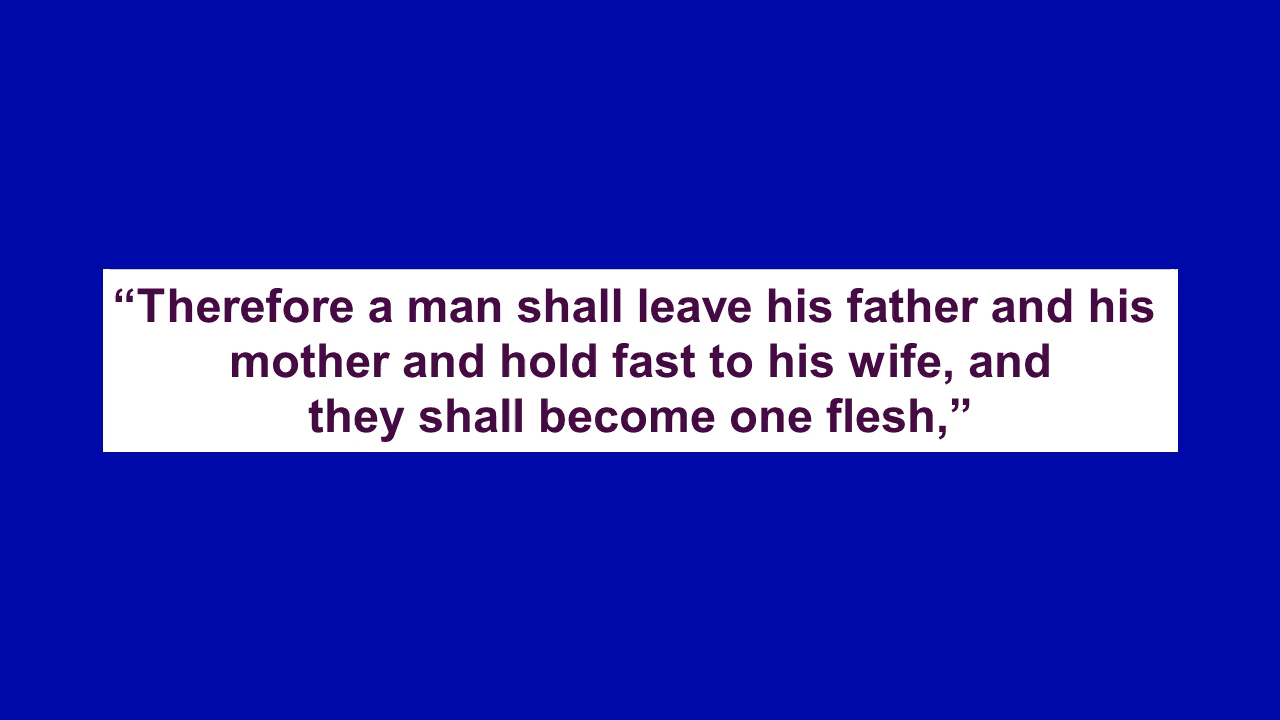 “Therefore a man shall leave his father and his
mother and hold fast to his wife, and
they shall become one flesh,”